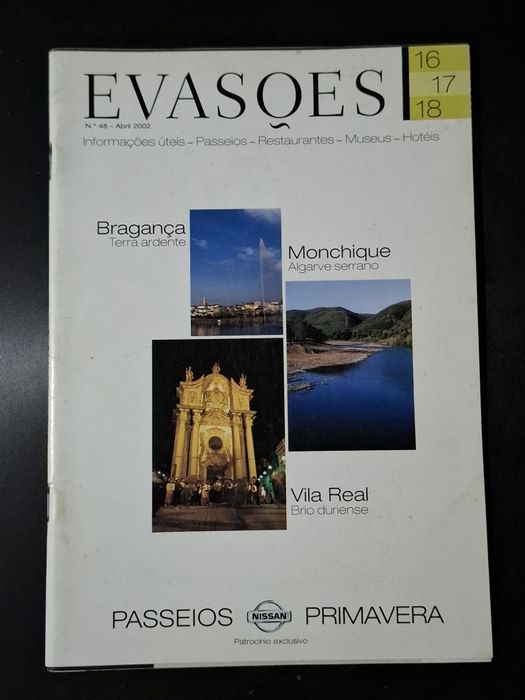 EVASÕES
16
17
18
N.º 48 – Abril 2002
Informações úteis ~ Passeios ~ Restaurantes ~ Museus ~ Hotéis
Bragança
Terra ardente
Monchique
Algarve serrano
Vila Real
Brio duriense
PASSEIOS NISSAN PRIMAVERA
Patrocínio exclusivo